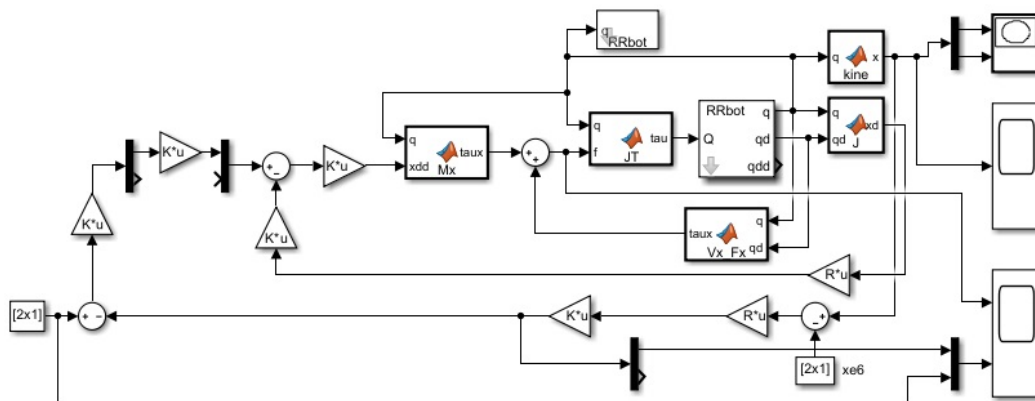 q
RRbot
q
x
kine
RRbot
q
Q
qd
qdd
q
xd
qd
J
q
tau
f
JT
q
taux
xdd
Mx
K*u
K*u
+
-
+
+
K*u
K*u
taux
q
Vx_Fx
qd
R*u
[2x1]
+
-
K*u
R*u
-
+
[2x1]
xe6